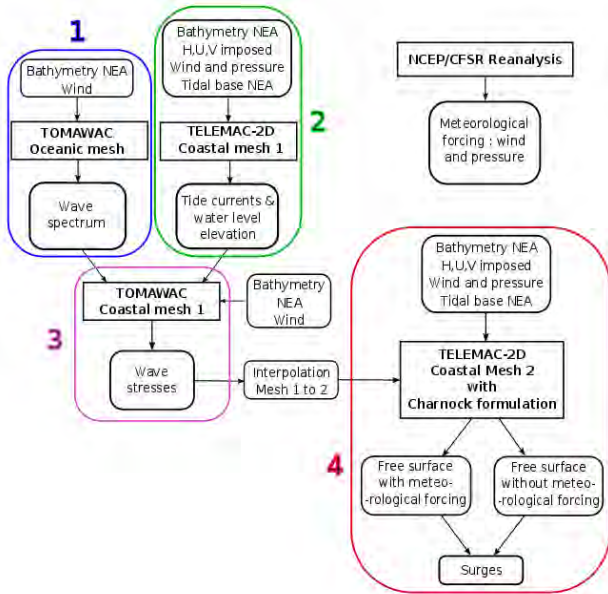 1
Bathymetry NEA
Wind
TOMAWAC
Oceanic mesh
Wave
spectrum
Bathymetry NEA
H,U,V imposed
Wind and pressure
Tidal base NEA
2
TELEMAC-2D
Coastal mesh 1
Tide currents &
water level
elevation
NCEP/CFSR Reanalysis
Meteorological
forcing : wind
and pressure
3
TOMAWAC
Coastal mesh 1
Bathymetry
NEA
Wind
Wave
stresses
Interpolation
Mesh 1 to 2
4
Bathymetry NEA
H,U,V imposed
Wind and pressure
Tidal base NEA
TELEMAC-2D
Coastal Mesh 2
with
Charnock formulation
Free surface
with meteo-
-rological forcing
Free surface
without meteo-
-rological forcing
Surges